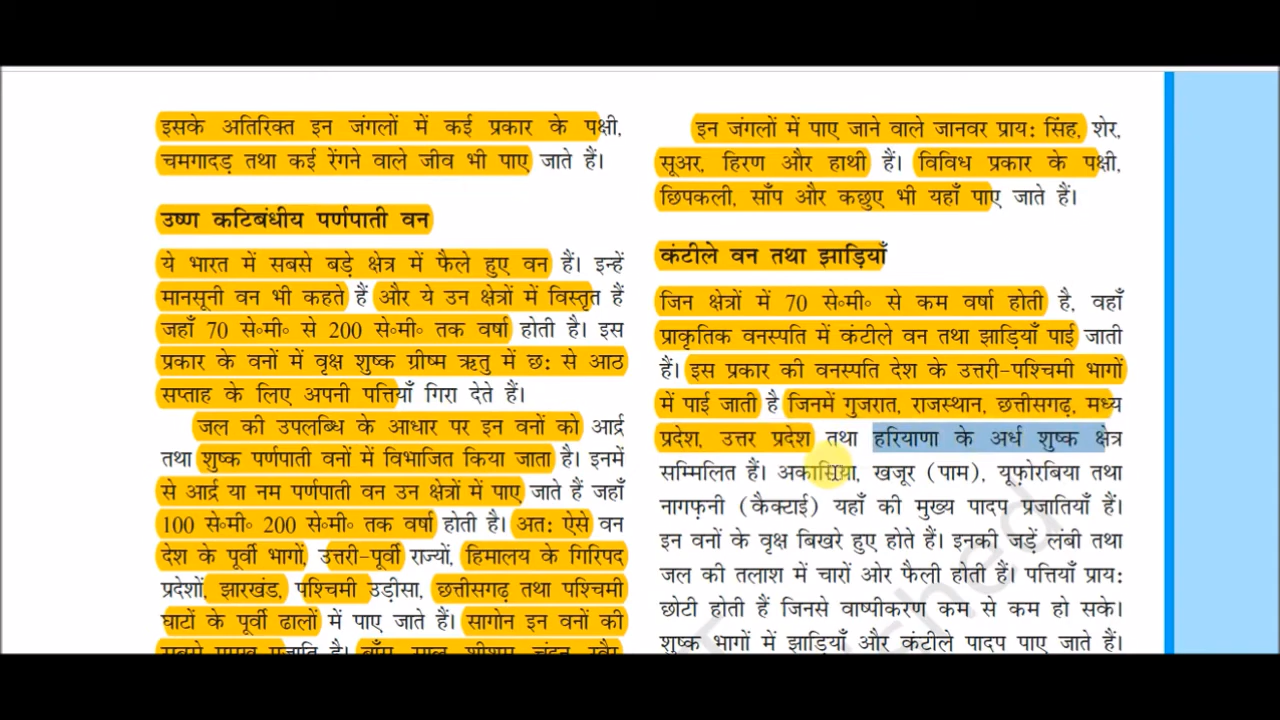 इसके अतिरिक्त इन जंगलों में कई प्रकार के पक्षी,
चमगादड़ तथा कई रेंगने वाले जीव भी पाए जाते हैं।
उष्ण कटिबंधीय पर्णपाती वन
ये भारत में सबसे बड़े क्षेत्र में फैले हुए वन हैं। इन्हें
मानसूनी वन भी कहते हैं और ये उन क्षेत्रों में विस्तृत हैं
जहाँ 70 से॰मी॰ से 200 से॰मी॰ तक वर्षा होती है। इस
प्रकार के वनों में वृक्ष शुष्क ग्रीष्म ऋतु में छः से आठ
सप्ताह के लिए अपनी पत्तियाँ गिरा देते हैं।
जल की उपलब्धि के आधार पर इन वनों को आर्द्र
तथा शुष्क पर्णपाती वनों में विभाजित किया जाता है। इनमें
से आर्द्र या नम पर्णपाती वन उन क्षेत्रों में पाए जाते हैं जहाँ
100 से॰मी॰ 200 से॰मी॰ तक वर्षा होती है। अतः ऐसे वन
देश के पूर्वी भागों, उत्तरी-पूर्वी राज्यों, हिमालय के गिरिपद
प्रदेशों, झारखंड, पश्चिमी उड़ीसा, छत्तीसगढ़ तथा पश्चिमी
घाटों के पूर्वी ढालों में पाए जाते हैं। सागोन इन वनों की
सबसे प्रमुख प्रजाति है। बाँस, साल, शीशम, चंदन, खैर,
इन जंगलों में पाए जाने वाले जानवर प्रायः सिंह, शेर,
सूअर, हिरण और हाथी हैं। विविध प्रकार के पक्षी,
छिपकली, साँप और कछुए भी यहाँ पाए जाते हैं।
कंटीले वन तथा झाड़ियाँ
जिन क्षेत्रों में 70 से॰मी॰ से कम वर्षा होती है, वहाँ
प्राकृतिक वनस्पति में कंटीले वन तथा झाड़ियाँ पाई जाती
हैं। इस प्रकार की वनस्पति देश के उत्तरी-पश्चिमी भागों
में पाई जाती है जिनमें गुजरात, राजस्थान, छत्तीसगढ़, मध्य
प्रदेश, उत्तर प्रदेश तथा हरियाणा के अर्ध शुष्क क्षेत्र
सम्मिलित हैं। अकासिया, खजूर (पाम), यूफ़ोरबिया तथा
नागफ़नी (कैक्टाई) यहाँ की मुख्य पादप प्रजातियाँ हैं।
इन वनों के वृक्ष बिखरे हुए होते हैं। इनकी जड़ें लंबी तथा
जल की तलाश में चारों ओर फैली होती हैं। पत्तियाँ प्रायः
छोटी होती हैं जिनसे वाष्पीकरण कम से कम हो सके।
शुष्क भागों में झाड़ियाँ और कंटीले पादप पाए जाते हैं।